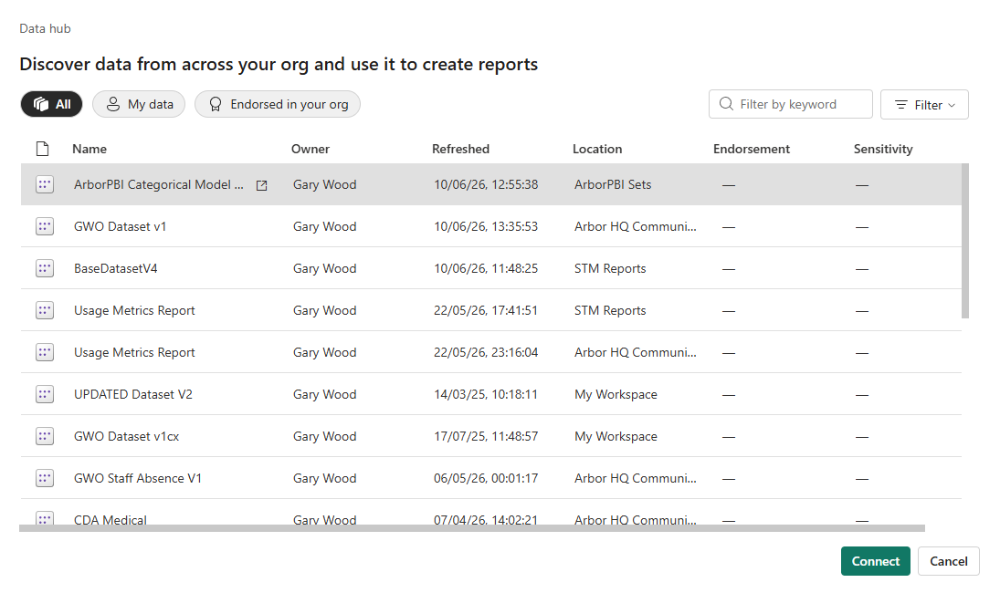 Data hub
Discover data from across your org and use it to create reports
All My data Endorsed in your org Filter by keyword Filter
Name Owner Refreshed Location Endorsement Sensitivity
ArborPBI Categorical Model ... Gary Wood 10/06/26, 12:55:38 ArborPBI Sets — —
GWO Dataset v1 Gary Wood 10/06/26, 13:35:53 Arbor HQ Communi... — —
BaseDatasetV4 Gary Wood 10/06/26, 11:48:25 STM Reports — —
Usage Metrics Report Gary Wood 22/05/26, 17:41:51 STM Reports — —
Usage Metrics Report Gary Wood 22/05/26, 23:16:04 Arbor HQ Communi... — —
UPDATED Dataset V2 Gary Wood 14/03/25, 10:18:11 My Workspace — —
GWO Dataset v1cx Gary Wood 17/07/25, 11:48:57 My Workspace — —
GWO Staff Absence V1 Gary Wood 06/05/26, 00:01:17 Arbor HQ Communi... — —
CDA Medical Gary Wood 07/04/26, 14:02:21 Arbor HQ Communi... — —
Connect Cancel